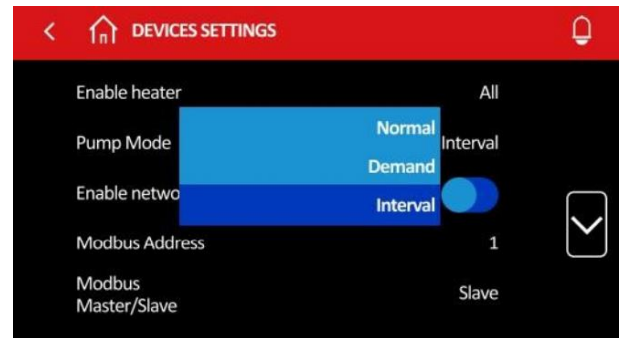 DEVICES SETTINGS
Enable heater All
Normal
Pump Mode Interval
Demand
Enable netwo
Interval
Modbus Address 1
Modbus
Master/Slave Slave